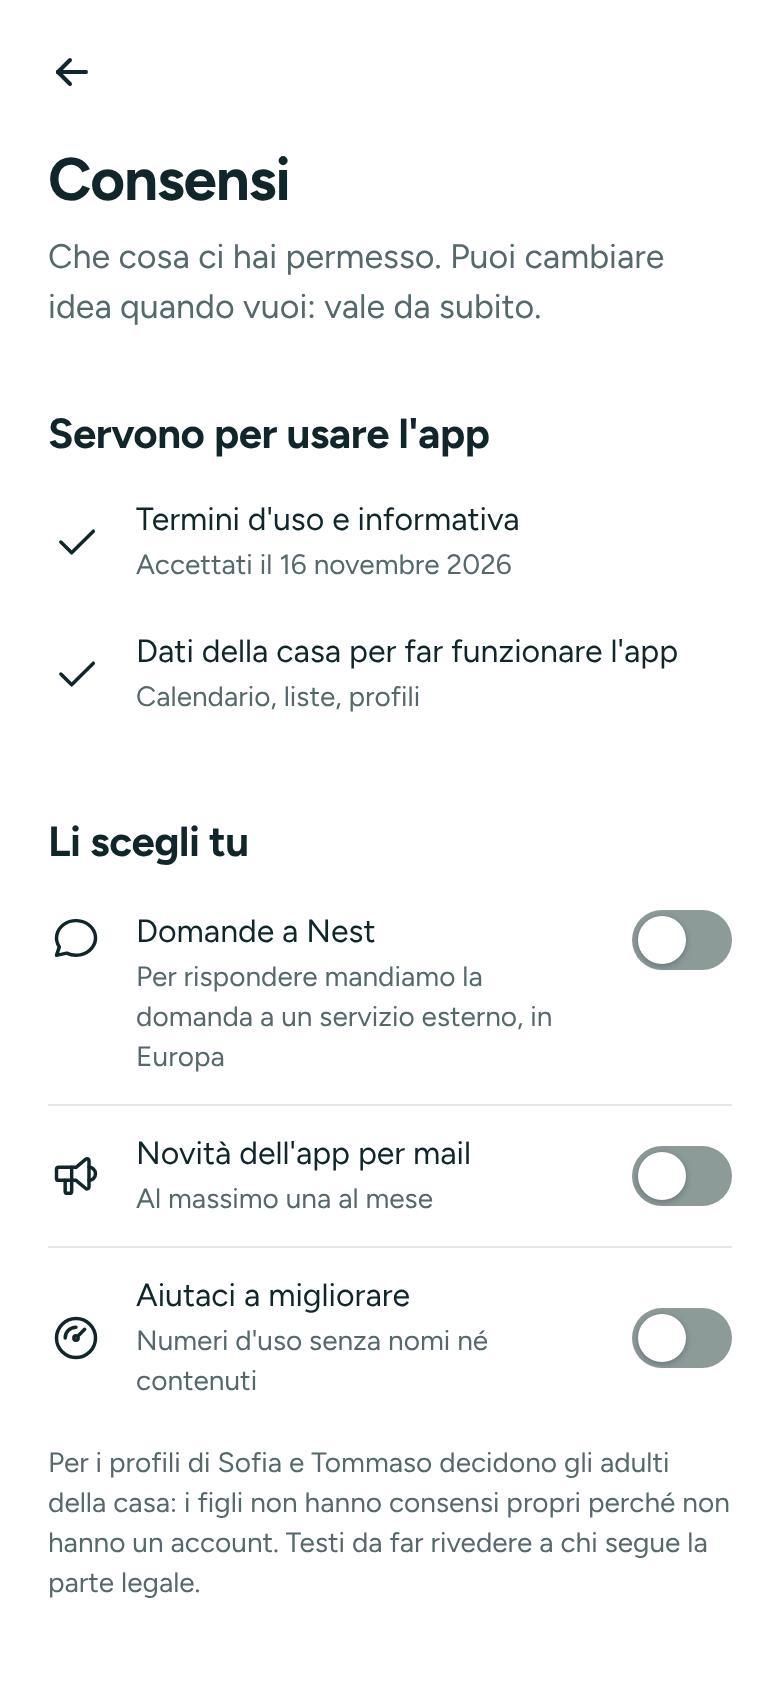 Consensi
Che cosa ci hai permesso. Puoi cambiare
idea quando vuoi: vale da subito.
Servono per usare l'app
Termini d'uso e informativa
Accettati il 16 novembre 2026
Dati della casa per far funzionare l'app
Calendario, liste, profili
Li scegli tu
Domande a Nest
Per rispondere mandiamo la
domanda a un servizio esterno, in
Europa
Novità dell'app per mail
Al massimo una al mese
Aiutaci a migliorare
Numeri d'uso senza nomi né
contenuti
Per i profili di Sofia e Tommaso decidono gli adulti
della casa: i figli non hanno consensi propri perché non
hanno un account. Testi da far rivedere a chi segue la
parte legale.